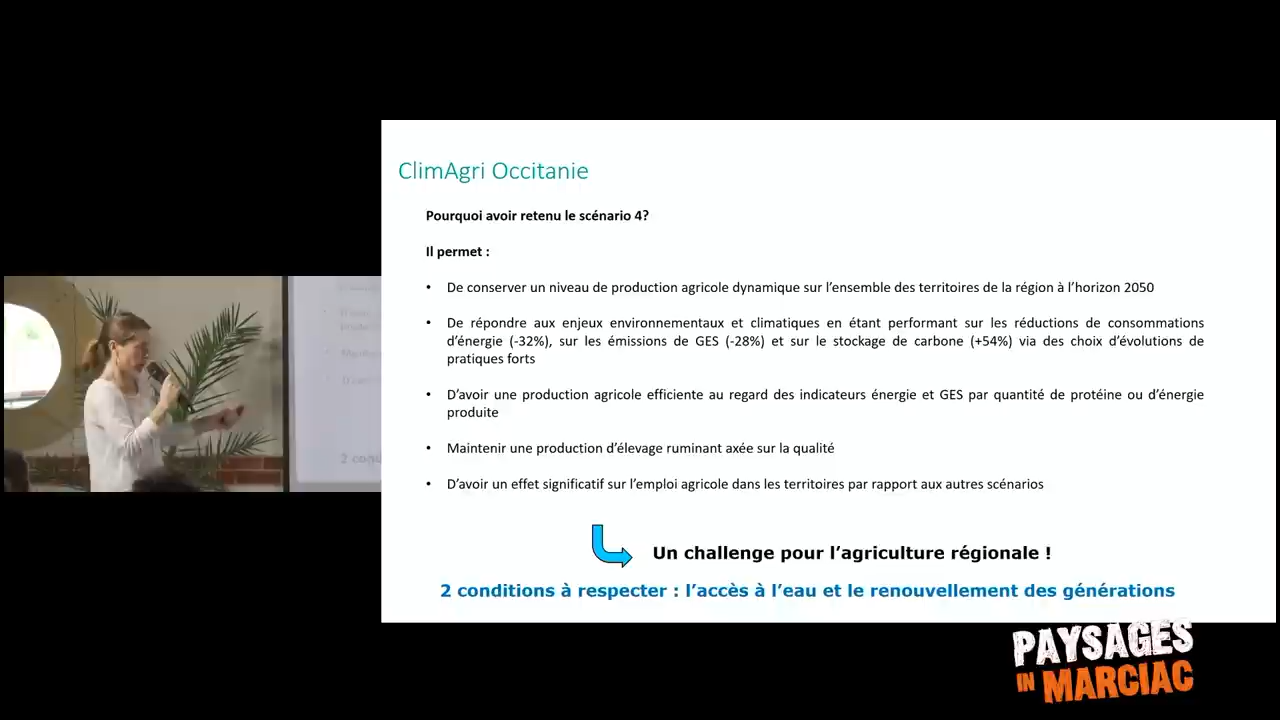 ClimAgri Occitanie
Pourquoi avoir retenu le scénario 4?
Il permet :
• De conserver un niveau de production agricole dynamique sur l'ensemble des territoires de la région à l'horizon 2050
• De répondre aux enjeux environnementaux et climatiques en étant performant sur les réductions de consommations
d'énergie (-32%), sur les émissions de GES (-28%) et sur le stockage de carbone (+54%) via des choix d'évolutions de
pratiques forts
• D'avoir une production agricole efficiente au regard des indicateurs énergie et GES par quantité de protéine ou d'énergie
produite
• Maintenir une production d'élevage ruminant axée sur la qualité
• D'avoir un effet significatif sur l'emploi agricole dans les territoires par rapport aux autres scénarios
Un challenge pour l'agriculture régionale !
2 conditions à respecter : l'accès à l'eau et le renouvellement des générations
2 cond
PAYSAGES
IN MARCIAC